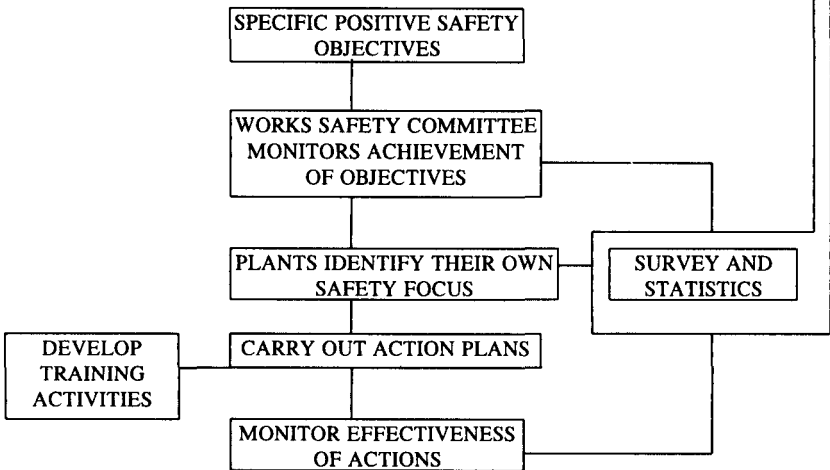 SPECIFIC POSITIVE SAFETY
OBJECTIVES
WORKS SAFETY COMMITTEE
MONITORS ACHIEVEMENT
OF OBJECTIVES
PLANTS IDENTIFY THEIR OWN
SAFETY FOCUS
SURVEY AND
STATISTICS
CARRY OUT ACTION PLANS
DEVELOP
TRAINING
ACTIVITIES
MONITOR EFFECTIVENESS
OF ACTIONS